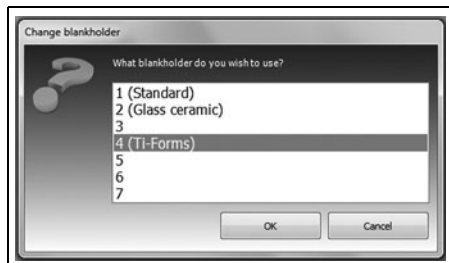 Change blankholder
What blankholder do you wish to use?
1 (Standard)
2 (Glass ceramic)
3
4 (Ti-Forms)
5
6
7
OK Cancel